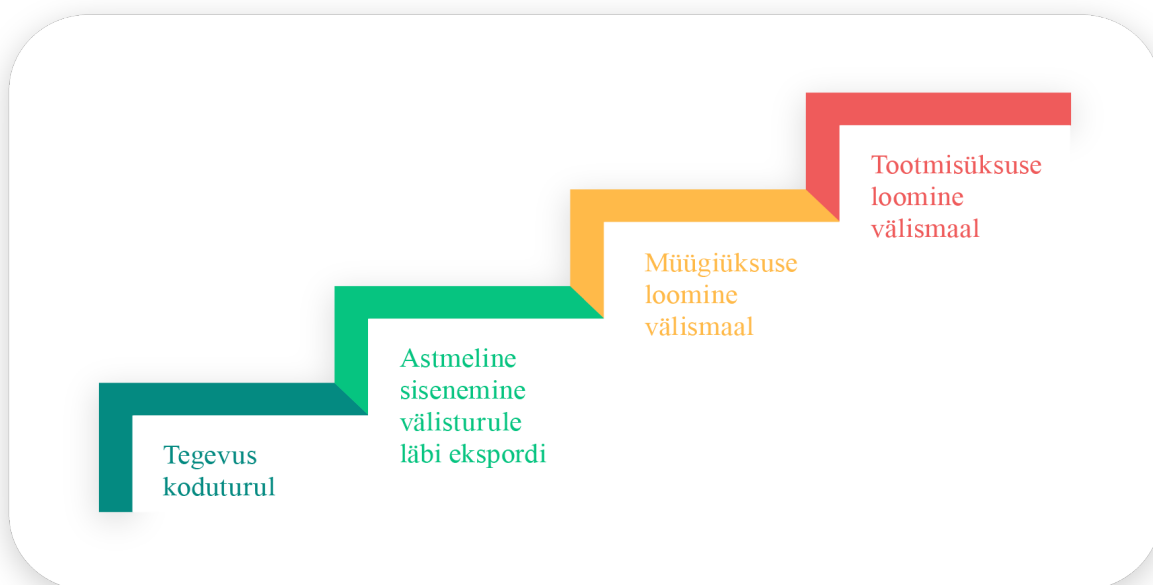 Tegevus
koduturul
Astmeline
sisenemine
välisturule
läbi ekspordi
Müügiüksuse
loomine
välismaal
Tootmisüksuse
loomine
välismaal